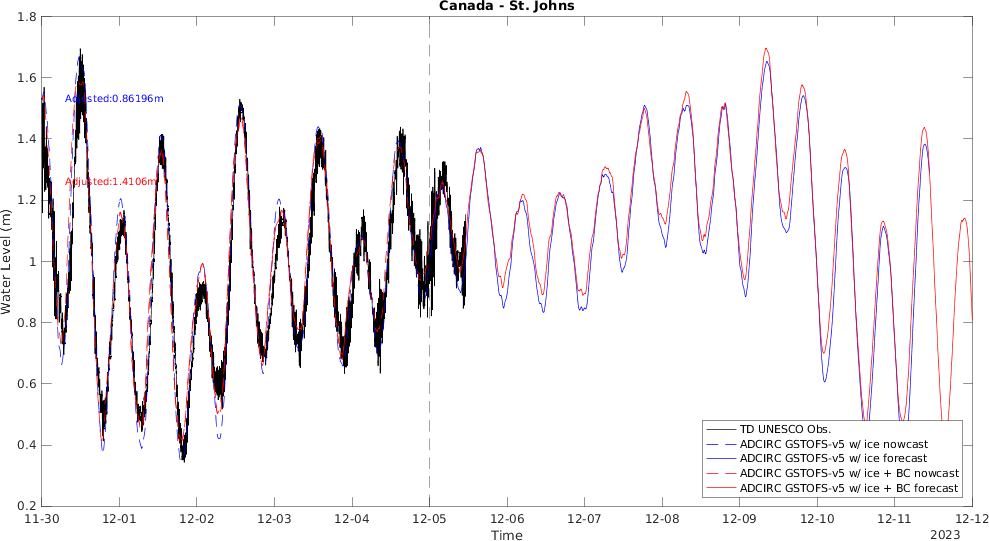 Canada - St. Johns
1.8
1.6
1.4
1.2
1
0.8
0.6
0.4
0.2
Water Level (m)
Adjusted:0.86196m
Adjusted:1.4106m
TD UNESCO Obs.
ADCIRC GSTOFS-v5 w/ ice nowcast
ADCIRC GSTOFS-v5 w/ ice forecast
ADCIRC GSTOFS-v5 w/ ice + BC nowcast
ADCIRC GSTOFS-v5 w/ ice + BC forecast
11-30 12-01 12-02 12-03 12-04 12-05 12-06 12-07 12-08 12-09 12-10 12-11 12-12
Time
2023